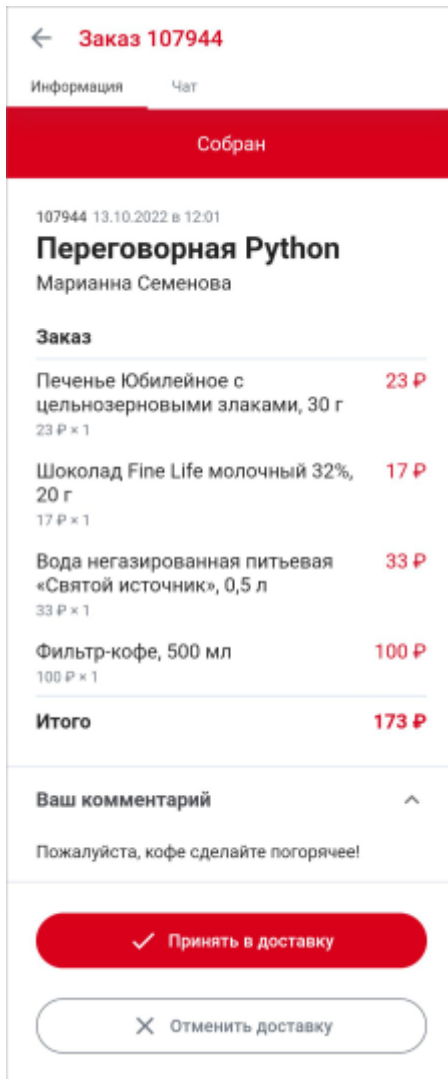 Заказ 107944
Информация Чат
Собран
107944 13.10.2022 в 12:01
Переговорная Python
Марианна Семенова
Заказ
Печенье Юбилейное с 23 ₽
цельнозерновыми злаками, 30 г
23 ₽ × 1
Шоколад Fine Life молочный 32%, 17 ₽
20 г
17 ₽ × 1
Вода негазированная питьевая 33 ₽
«Святой источник», 0,5 л
33 ₽ × 1
Фильтр-кофе, 500 мл 100 ₽
100 ₽ × 1
Итого 173 ₽
Ваш комментарий
Пожалуйста, кофе сделайте погорячее!
Принять в доставку
Отменить доставку